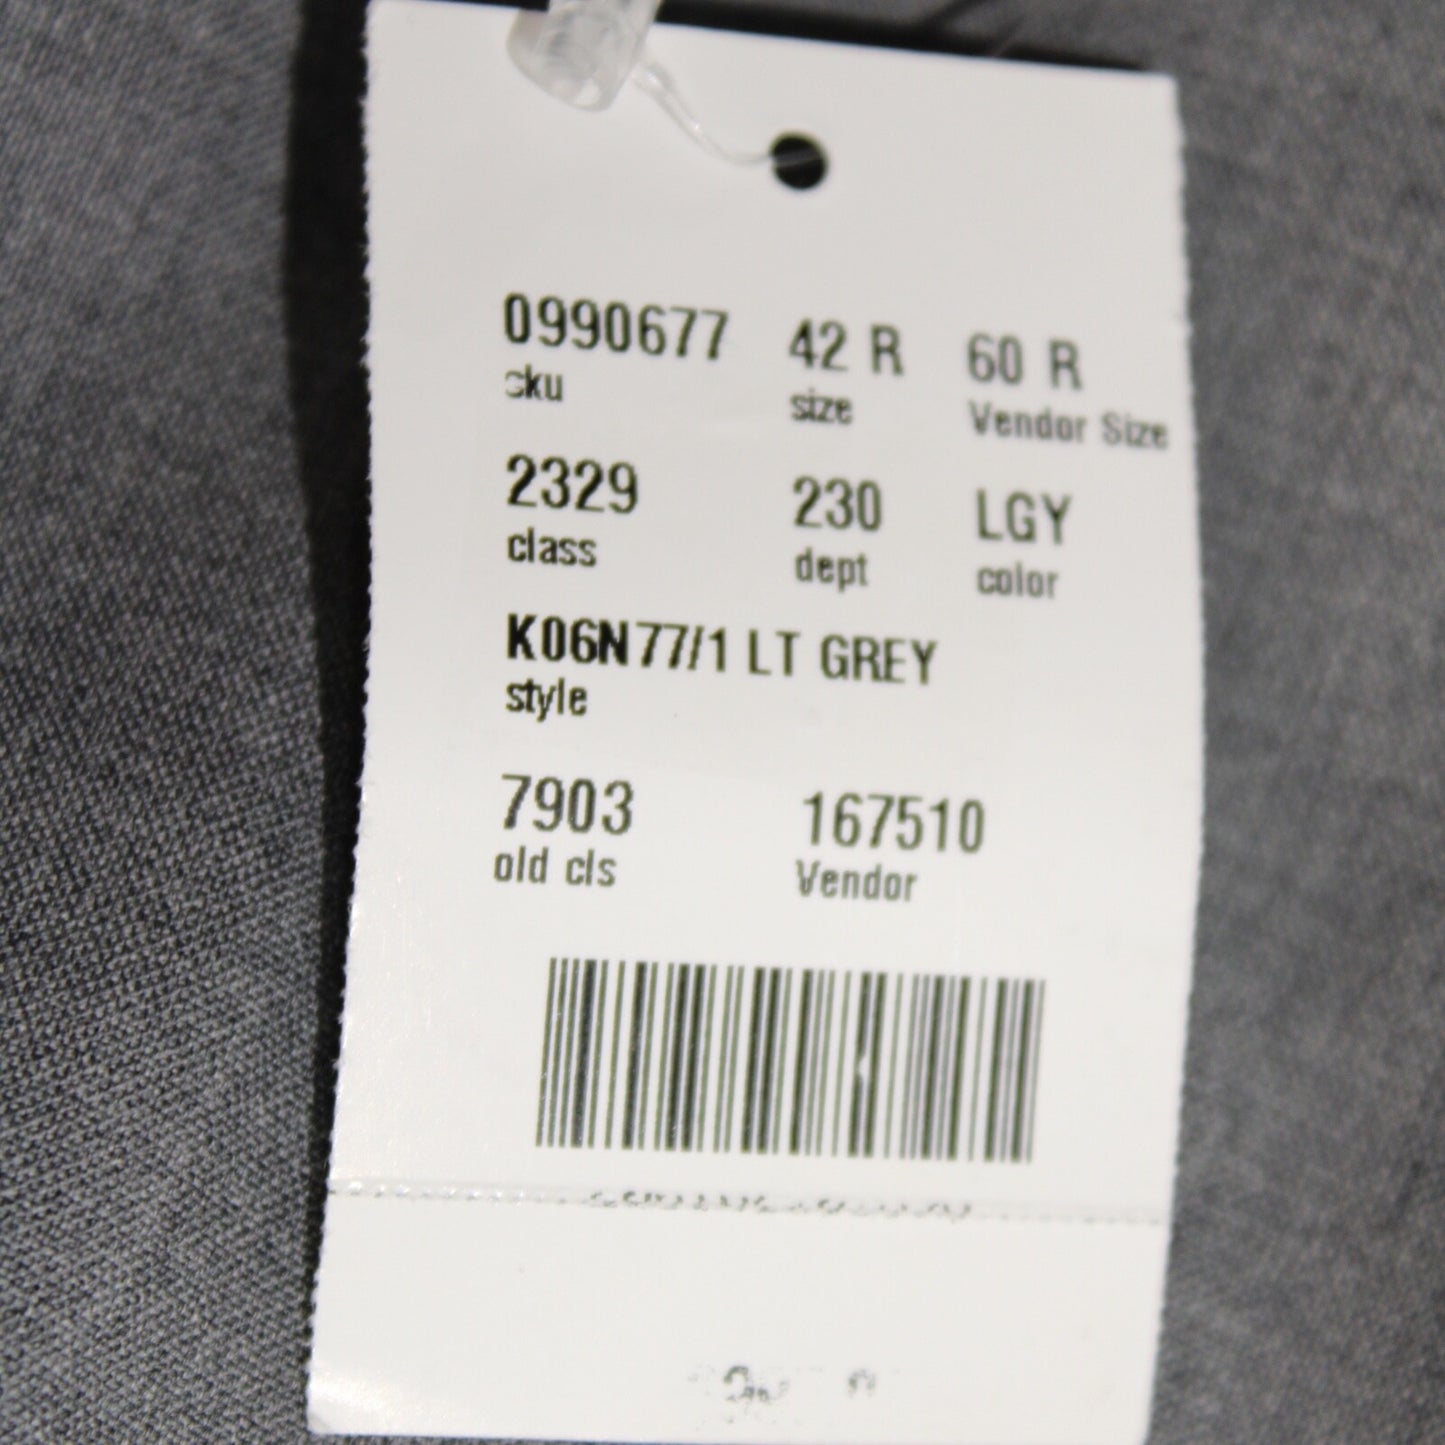 0990677 42 R 60 R
sku size Vendor Size
2329 230 LGY
class dept color
K06N77/1 LT GREY
style
7903 167510
old cls Vendor